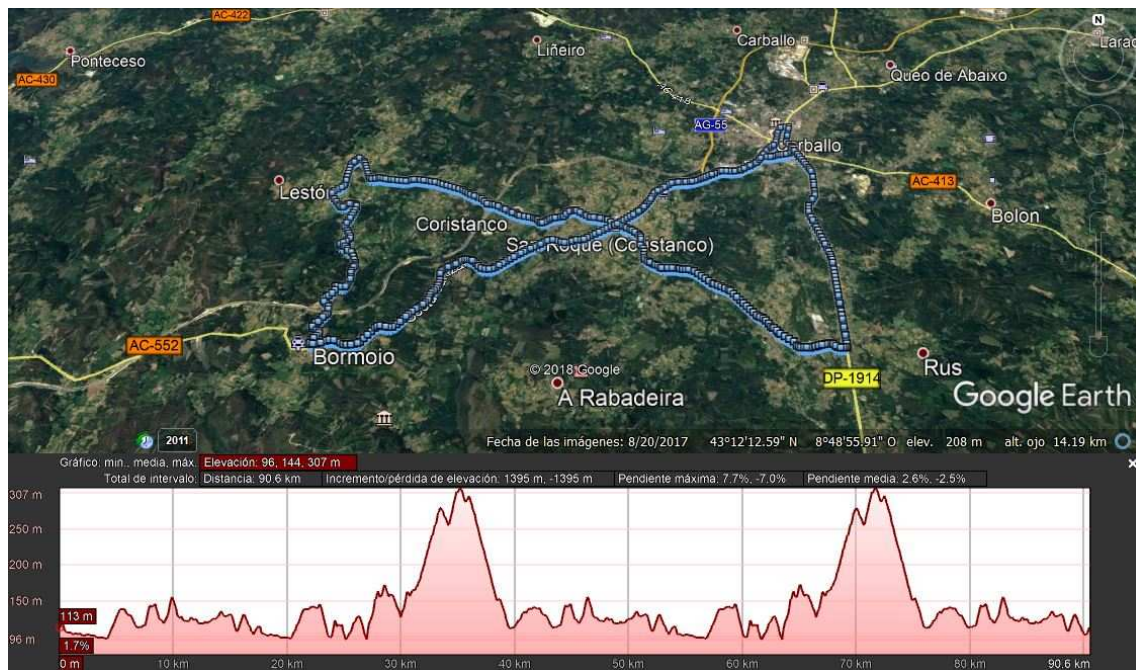 AC-422
Ponteceso
AC-430
Liñeiro
Carballo
N
Larac
Queo de Abaixo
AG-55
Carballo
AC-413
Lestón
Bolon
Coristanco
San Roque (Coristanco)
AC-552
Bormoio
© 2018 Google
A Rabadeira
DP-1914
Rus
Google Earth
2011
Fecha de las imágenes: 8/20/2017 43°12'12.59" N 8°48'55.91" O elev. 208 m alt. ojo 14.19 km
Gráfico: min., media, máx. Elevación: 96, 144, 307 m
Total de intervalo: Distancia: 90.6 km Incremento/pérdida de elevación: 1395 m, -1395 m Pendiente máxima: 7.7%, -7.0% Pendiente media: 2.6%, -2.5%
307 m
250 m
200 m
150 m
113 m
96 m
1.7%
0 m 10 km 20 km 30 km 40 km 50 km 60 km 70 km 80 km 90.6 km